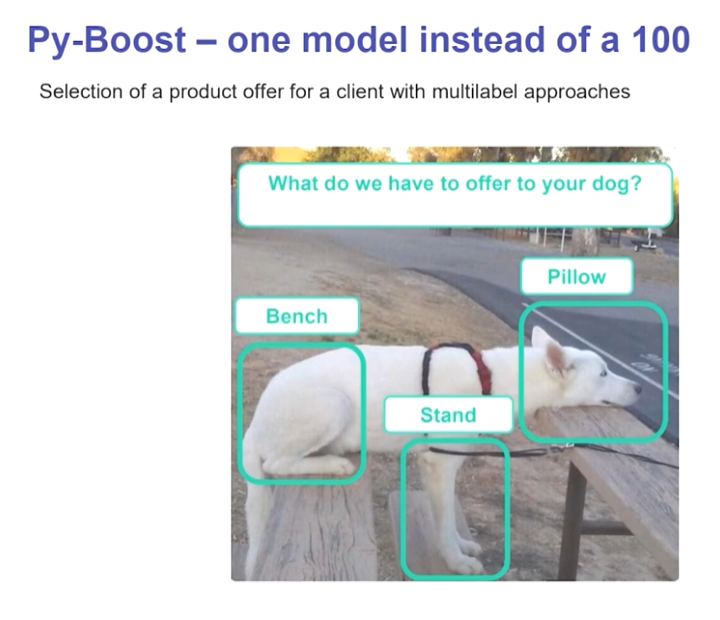 Py-Boost – one model instead of a 100
Selection of a product offer for a client with multilabel approaches
What do we have to offer to your dog?
Pillow
Bench
Stand